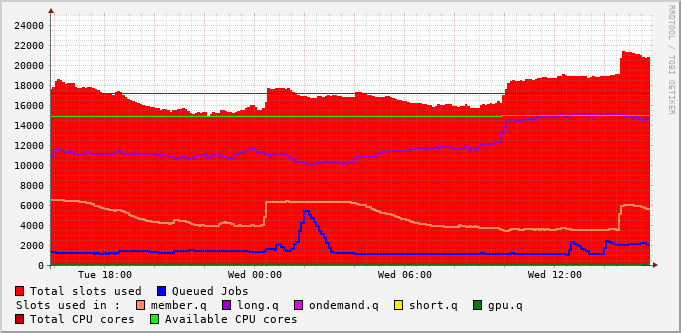 24000
22000
20000
18000
16000
14000
12000
10000
8000
6000
4000
2000
0
Tue 18:00 Wed 00:00 Wed 06:00 Wed 12:00
RRDTOOL / TOBI OETIKER
Total slots used Queued Jobs
Slots used in : member.q long.q ondemand.q short.q gpu.q
Total CPU cores Available CPU cores